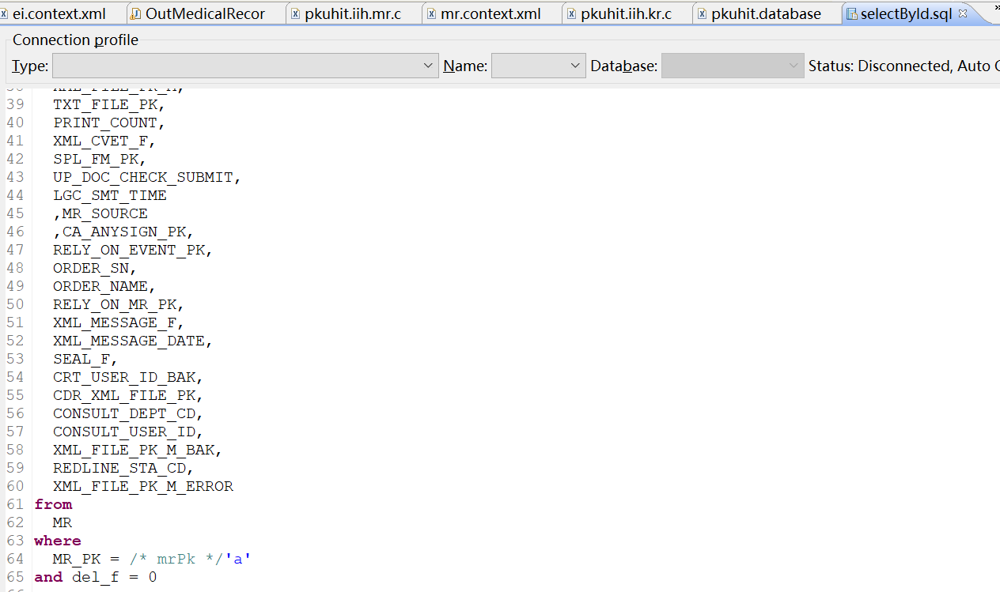 ei.context.xml OutMedicalRecor pkuhit.iih.mr.c mr.context.xml pkuhit.iih.kr.c pkuhit.database selectById.sql
Connection profile
Type: Name: Database: Status: Disconnected, Auto C
39 TXT_FILE_PK,
40 PRINT_COUNT,
41 XML_CVET_F,
42 SPL_FM_PK,
43 UP_DOC_CHECK_SUBMIT,
44 LGC_SMT_TIME
45 ,MR_SOURCE
46 ,CA_ANYSIGN_PK,
47 RELY_ON_EVENT_PK,
48 ORDER_SN,
49 ORDER_NAME,
50 RELY_ON_MR_PK,
51 XML_MESSAGE_F,
52 XML_MESSAGE_DATE,
53 SEAL_F,
54 CRT_USER_ID_BAK,
55 CDR_XML_FILE_PK,
56 CONSULT_DEPT_CD,
57 CONSULT_USER_ID,
58 XML_FILE_PK_M_BAK,
59 REDLINE_STA_CD,
60 XML_FILE_PK_M_ERROR
61 from
62 MR
63 where
64 MR_PK = /* mrPk */'a'
65 and del_f = 0